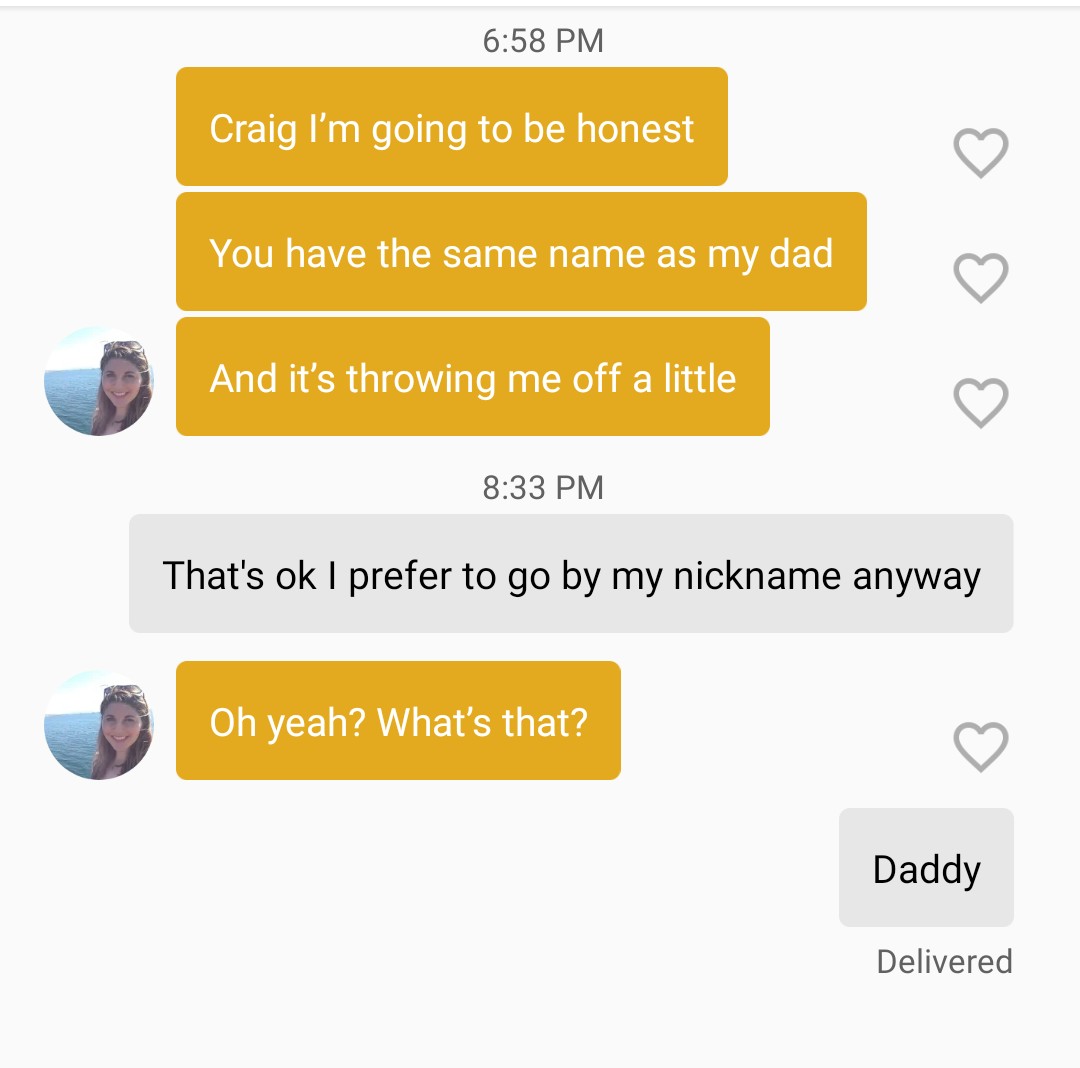 6:58 PM
Craig I’m going to be honest
You have the same name as my dad
And it’s throwing me off a little
8:33 PM
That's ok I prefer to go by my nickname anyway
Oh yeah? What’s that?
Daddy
Delivered